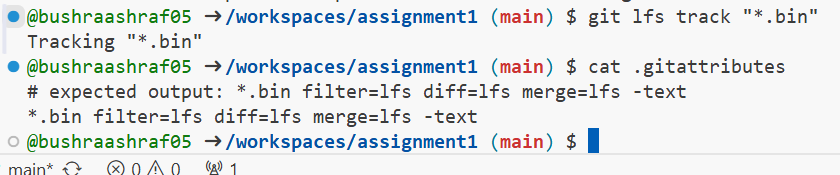 @bushraashraf05 →/workspaces/assignment1 (main) $ git lfs track "*.bin"
Tracking "*.bin"
@bushraashraf05 →/workspaces/assignment1 (main) $ cat .gitattributes
# expected output: *.bin filter=lfs diff=lfs merge=lfs -text
*.bin filter=lfs diff=lfs merge=lfs -text
@bushraashraf05 →/workspaces/assignment1 (main) $
main* 0 0 1